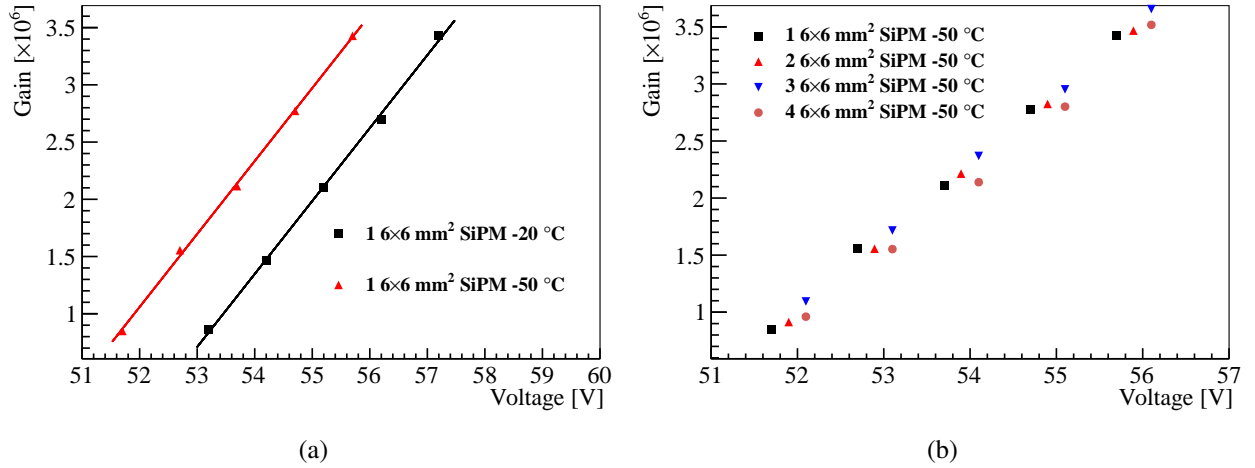 Gain [×10⁶]
3.5
3
2.5
2
1.5
1
1 6×6 mm² SiPM -20 °C
1 6×6 mm² SiPM -50 °C
51 52 53 54 55 56 57 58 59 60
Voltage [V]
(a)
Gain [×10⁶]
3.5
3
2.5
2
1.5
1
1 6×6 mm² SiPM -50 °C
2 6×6 mm² SiPM -50 °C
3 6×6 mm² SiPM -50 °C
4 6×6 mm² SiPM -50 °C
51 52 53 54 55 56 57
Voltage [V]
(b)